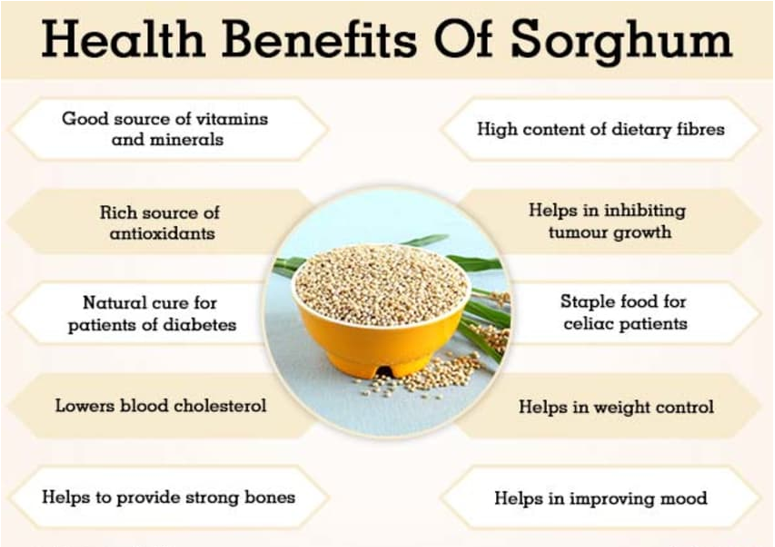 Health Benefits Of Sorghum
Good source of vitamins
and minerals
High content of dietary fibres
Rich source of
antioxidants
Helps in inhibiting
tumour growth
Natural cure for
patients of diabetes
Staple food for
celiac patients
Lowers blood cholesterol
Helps in weight control
Helps to provide strong bones
Helps in improving mood